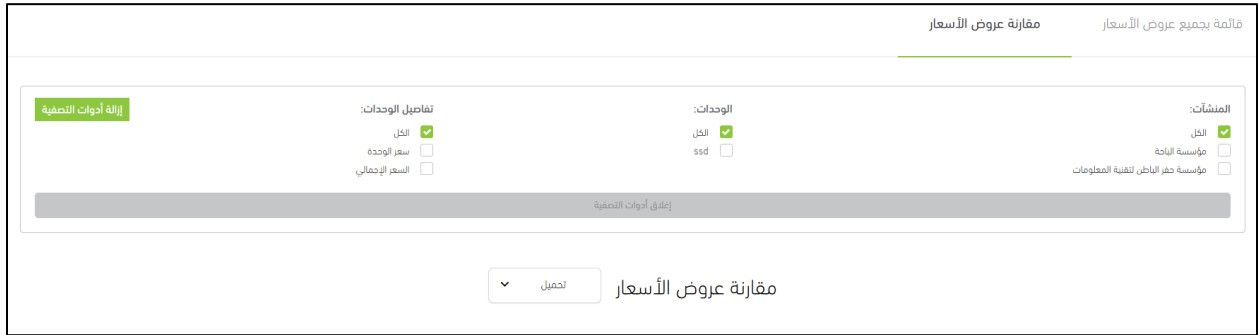 قائمة بجميع عروض الأسعار
مقارنة عروض الأسعار
المنشآت:
الكل
مؤسسة الباحة
مؤسسة حفر الباطن لتقنية المعلومات
الوحدات:
الكل
ssd
تفاصيل الوحدات:
الكل
سعر الوحدة
السعر الإجمالي
إزالة أدوات التصفية
إغلاق أدوات التصفية
مقارنة عروض الأسعار
تحميل